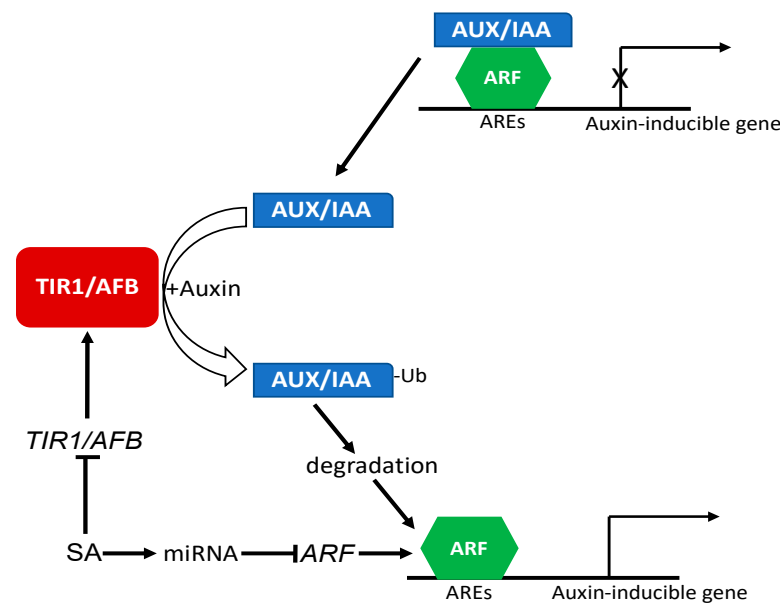 AUX/IAA
ARF
X
AREs
Auxin-inducible gene
AUX/IAA
TIR1/AFB
+Auxin
AUX/IAA
-Ub
TIR1/AFB
degradation
SA
miRNA
ARF
ARF
AREs
Auxin-inducible gene